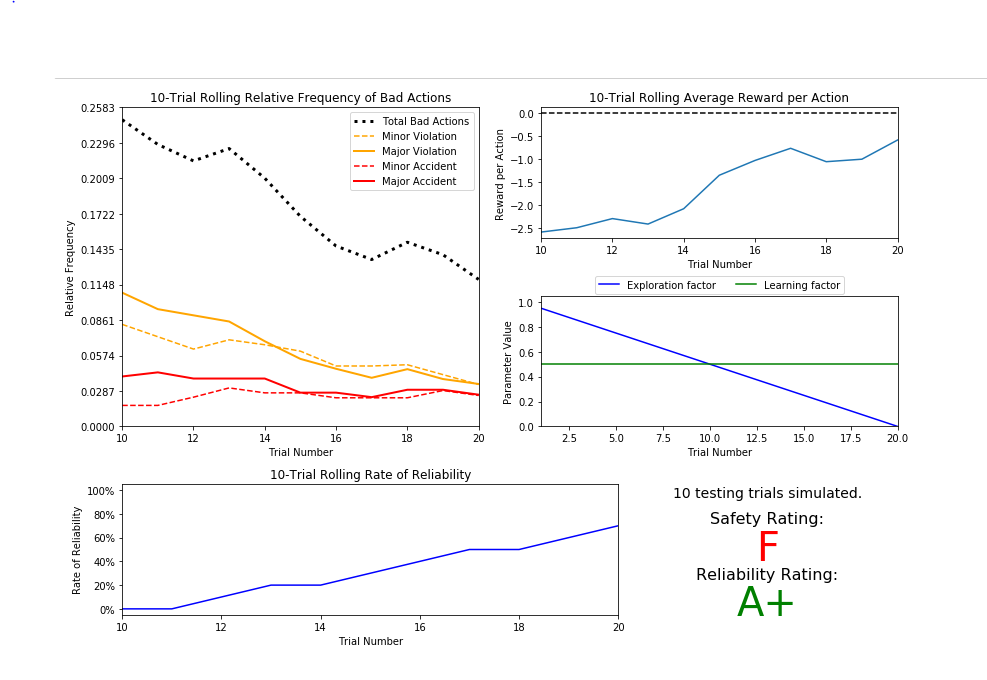 10-Trial Rolling Relative Frequency of Bad Actions
0.2583
0.2296
0.2009
0.1722
0.1435
0.1148
0.0861
0.0574
0.0287
0.0000
Relative Frequency
Total Bad Actions
Minor Violation
Major Violation
Minor Accident
Major Accident
10 12 14 16 18 20
Trial Number
10-Trial Rolling Average Reward per Action
0.0
−0.5
−1.0
−1.5
−2.0
−2.5
Reward per Action
10 12 14 16 18 20
Trial Number
Exploration factor Learning factor
1.0
0.8
0.6
0.4
0.2
0.0
Parameter Value
2.5 5.0 7.5 10.0 12.5 15.0 17.5 20.0
Trial Number
10-Trial Rolling Rate of Reliability
100%
80%
60%
40%
20%
0%
Rate of Reliability
10 12 14 16 18 20
Trial Number
10 testing trials simulated.
Safety Rating:
F
Reliability Rating:
A+